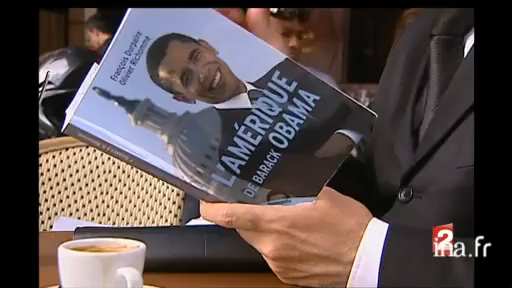 François Durpaire
Olivier Richomme
L'AMÉRIQUE
DE BARACK OBAMA
2
ina.fr